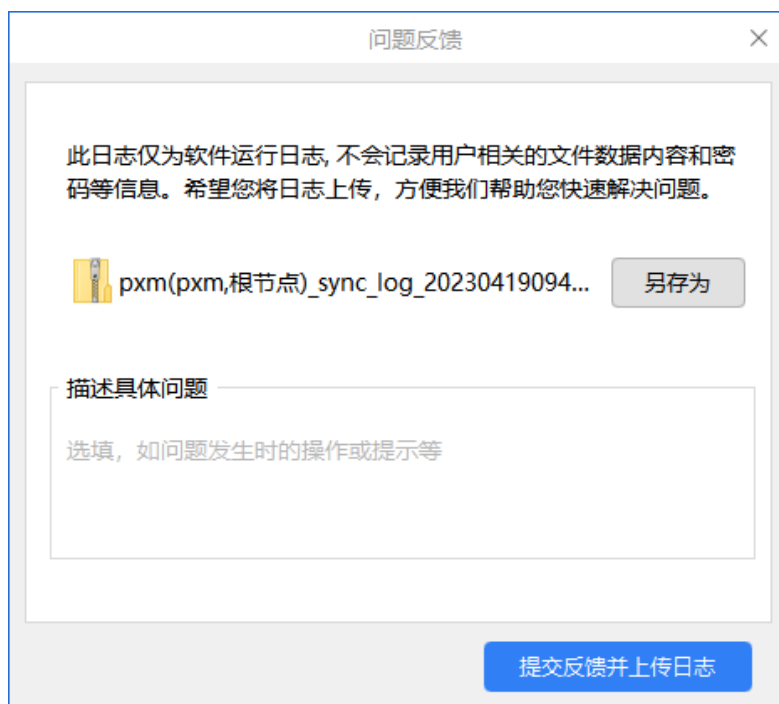 问题反馈
此日志仅为软件运行日志, 不会记录用户相关的文件数据内容和密
码等信息。希望您将日志上传，方便我们帮助您快速解决问题。
pxm(pxm,根节点)_sync_log_20230419094... 另存为
描述具体问题
选填，如问题发生时的操作或提示等
提交反馈并上传日志